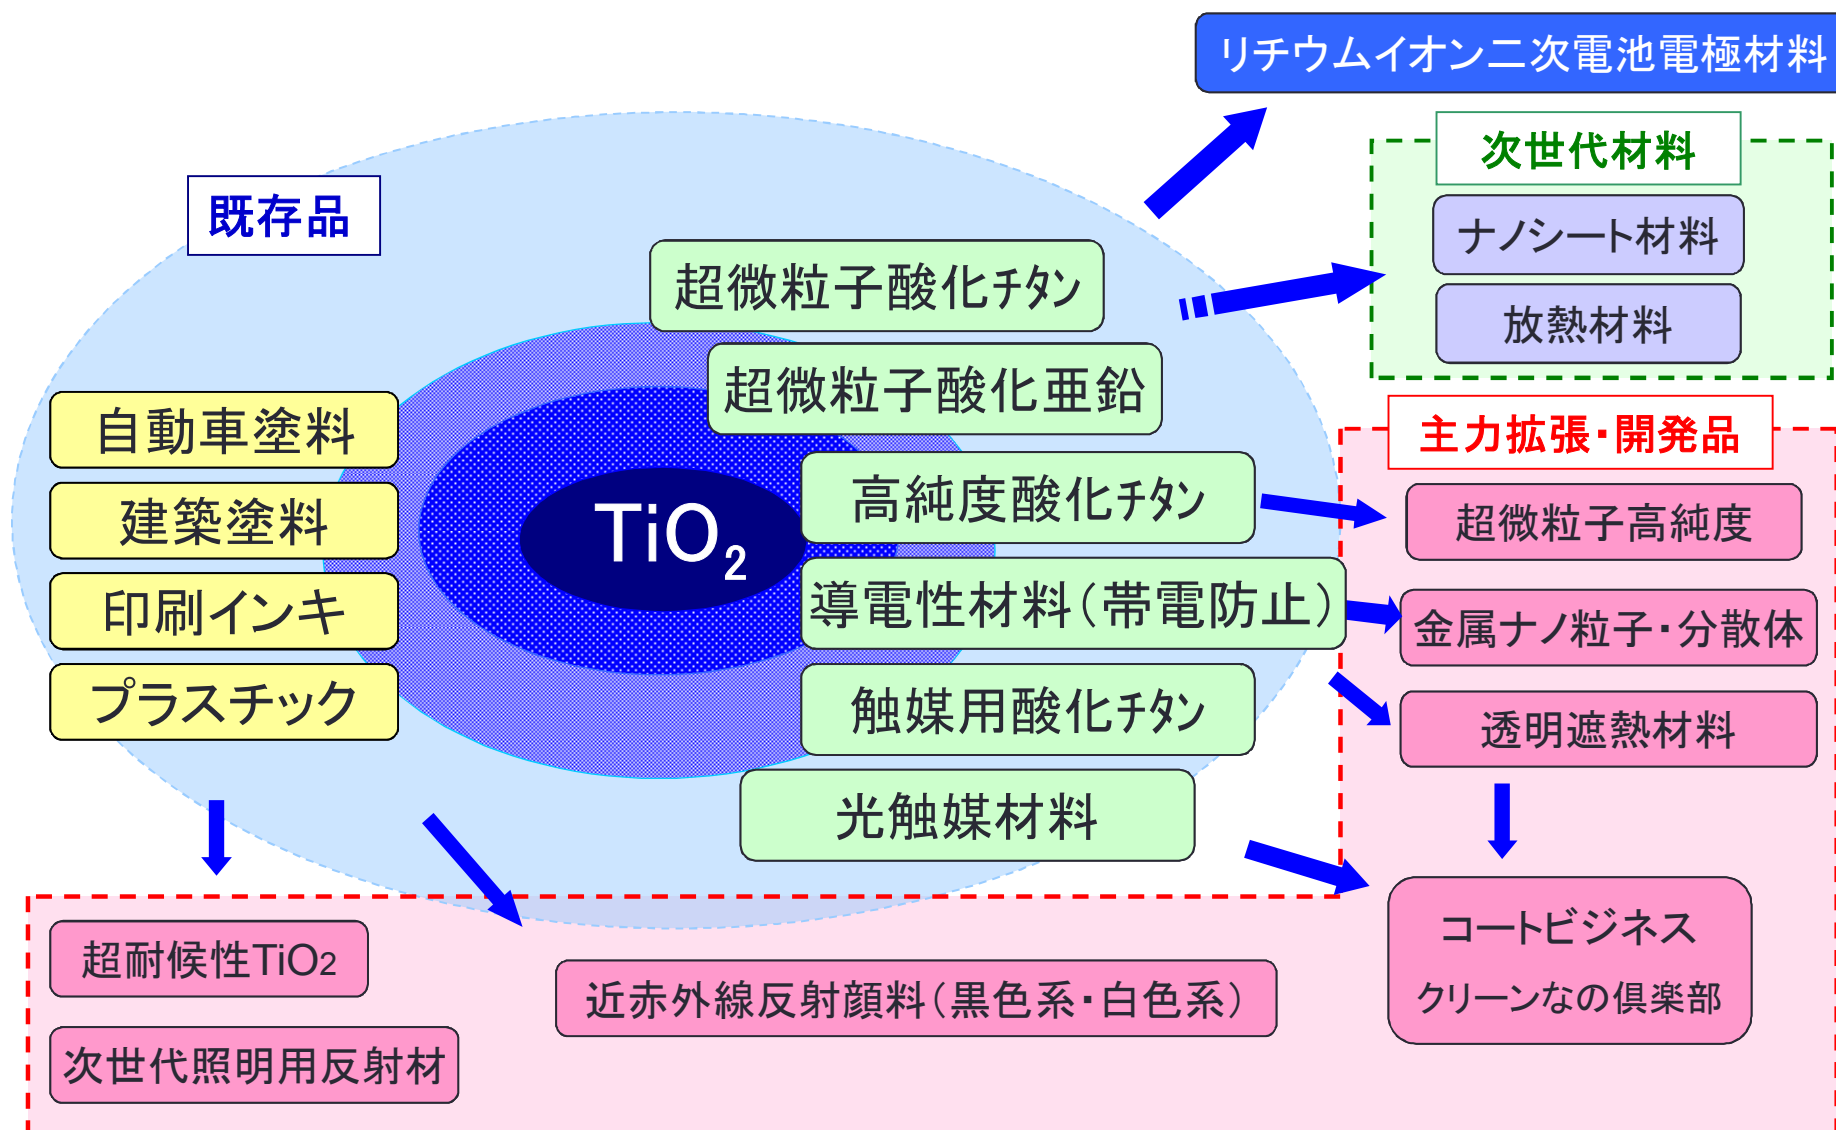 リチウムイオン二次電池電極材料
次世代材料
ナノシート材料
放熱材料
既存品
超微粒子酸化ﾁﾀﾝ
超微粒子酸化亜鉛
高純度酸化ﾁﾀﾝ
導電性材料（帯電防止）
触媒用酸化ﾁﾀﾝ
光触媒材料
自動車塗料
建築塗料
印刷インキ
プラスチック
TiO2
主力拡張・開発品
超微粒子高純度
金属ナノ粒子・分散体
透明遮熱材料
コートビジネス
クリーンなの倶楽部
超耐候性TiO2
次世代照明用反射材
近赤外線反射顔料（黒色系・白色系）